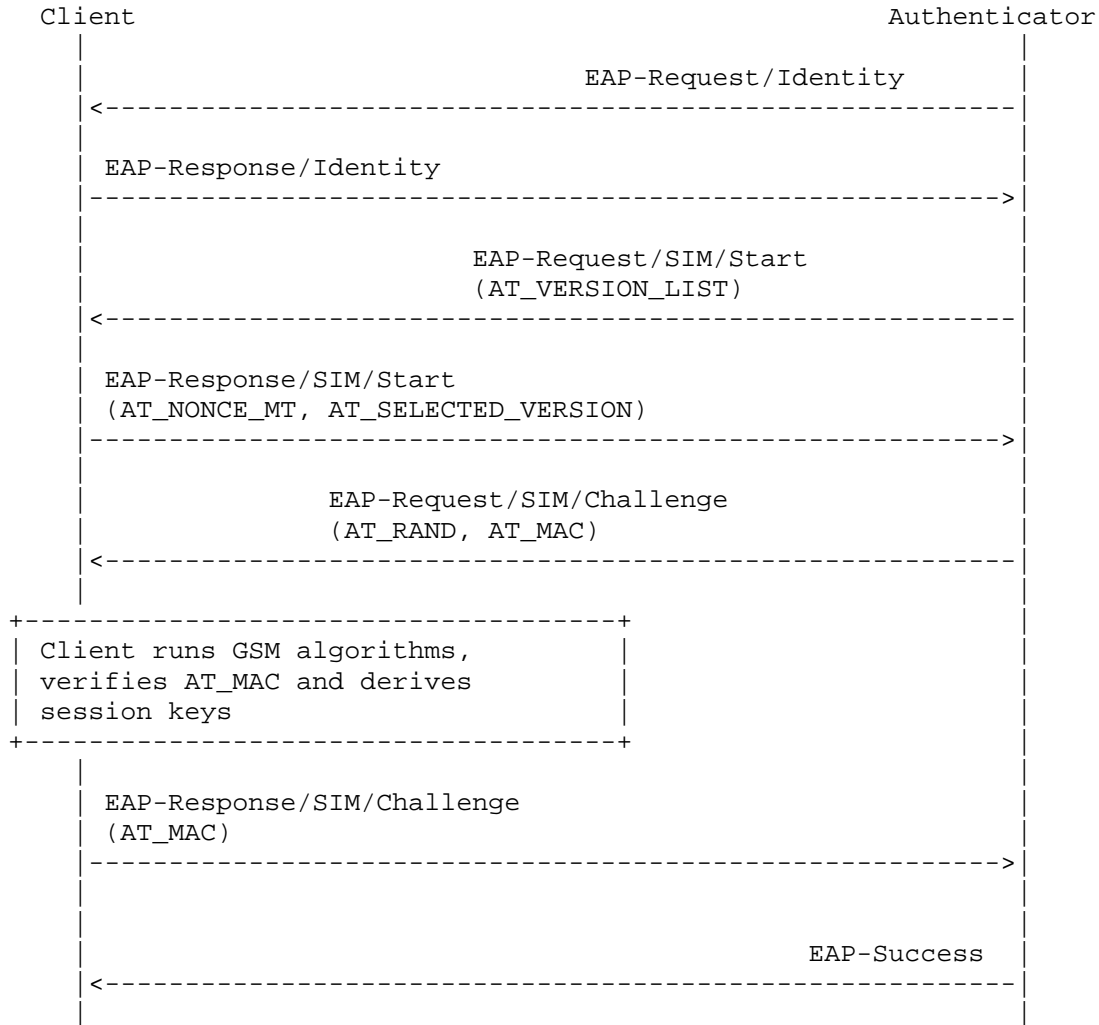 Client Authenticator
EAP-Request/Identity
EAP-Response/Identity
EAP-Request/SIM/Start
(AT_VERSION_LIST)
EAP-Response/SIM/Start
(AT_NONCE_MT, AT_SELECTED_VERSION)
EAP-Request/SIM/Challenge
(AT_RAND, AT_MAC)
Client runs GSM algorithms,
verifies AT_MAC and derives
session keys
EAP-Response/SIM/Challenge
(AT_MAC)
EAP-Success